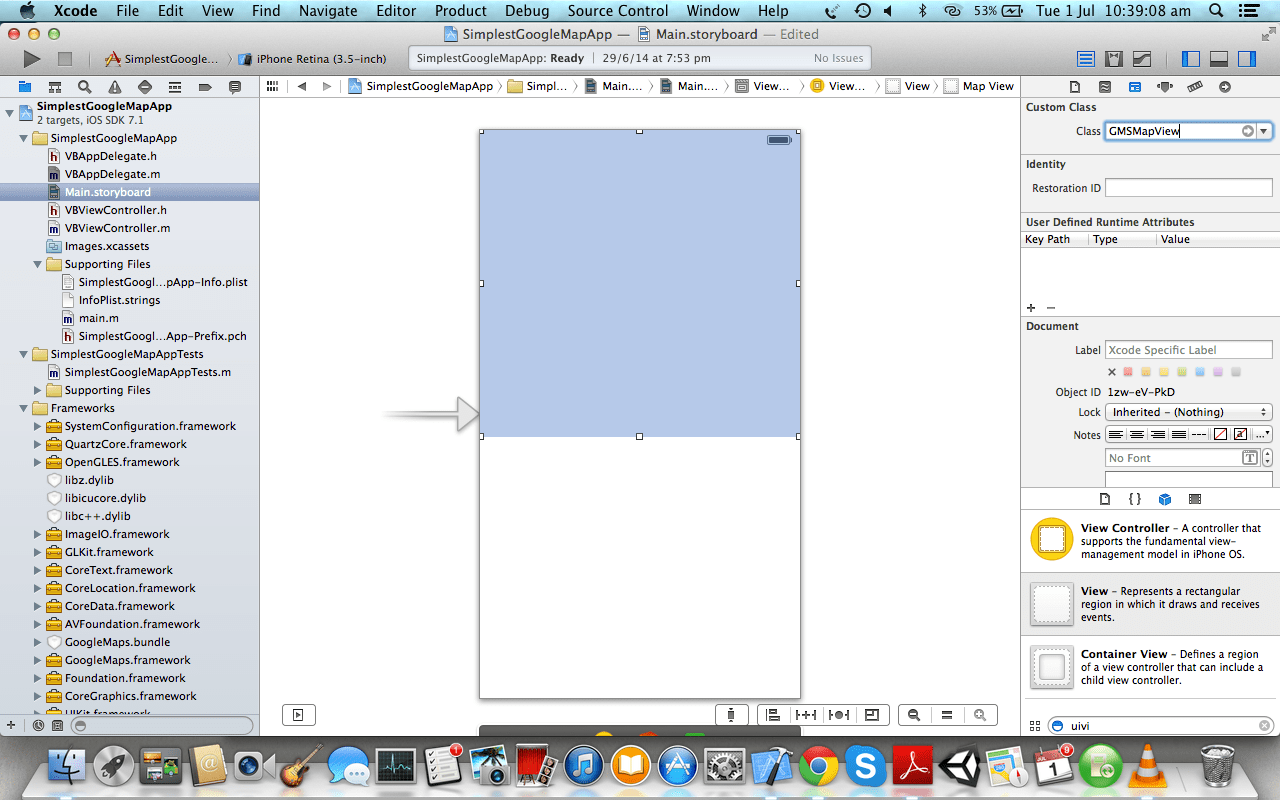 Xcode File Edit View Find Navigate Editor Product Debug Source Control Window Help 53% Tue 1 Jul 10:39:08 am
SimplestGoogleMapApp — Main.storyboard — Edited
SimplestGoogle... iPhone Retina (3.5-inch) SimplestGoogleMapApp: Ready | 29/6/14 at 7:53 pm No Issues
SimplestGoogleMapApp Simpl... Main.... Main.... View... View... View Map View
SimplestGoogleMapApp
2 targets, iOS SDK 7.1
SimplestGoogleMapApp
VBAppDelegate.h
VBAppDelegate.m
Main.storyboard
VBViewController.h
VBViewController.m
Images.xcassets
Supporting Files
SimplestGoogl...pApp-Info.plist
InfoPlist.strings
main.m
SimplestGoogl...App-Prefix.pch
SimplestGoogleMapAppTests
SimplestGoogleMapAppTests.m
Supporting Files
Frameworks
SystemConfiguration.framework
QuartzCore.framework
OpenGLES.framework
libz.dylib
libicucore.dylib
libc++.dylib
ImageIO.framework
GLKit.framework
CoreText.framework
CoreLocation.framework
CoreData.framework
AVFoundation.framework
GoogleMaps.bundle
GoogleMaps.framework
Foundation.framework
CoreGraphics.framework
UIKit.framework
Custom Class
Class GMSMapView
Identity
Restoration ID
User Defined Runtime Attributes
Key Path Type Value
Document
Label Xcode Specific Label
Object ID 1zw-eV-PkD
Lock Inherited - (Nothing)
Notes
No Font
View Controller - A controller that
supports the fundamental view-
management model in iPhone OS.
View - Represents a rectangular
region in which it draws and receives
events.
Container View - Defines a region
of a view controller that can include a
child view controller.
uivi
1
JUL
1
9